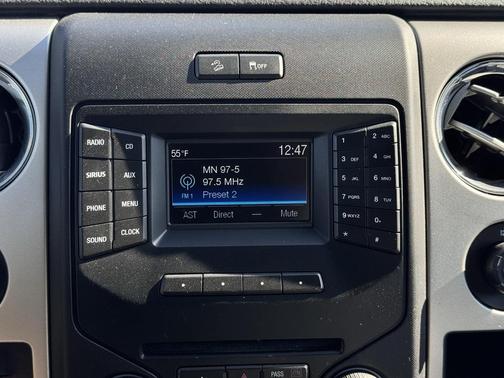 OFF
RADIO
CD
SIRIUS
AUX
PHONE
MENU
SOUND
CLOCK
55°F
12:47
MN 97-5
97.5 MHz
FM 1
Preset 2
AST
Direct
—
Mute
1
2 ABC
3 DEF
4 GHI
5 JKL
6 MNO
7 PQRS
8 TUV
9 WXYZ
0+
*
#
PASS